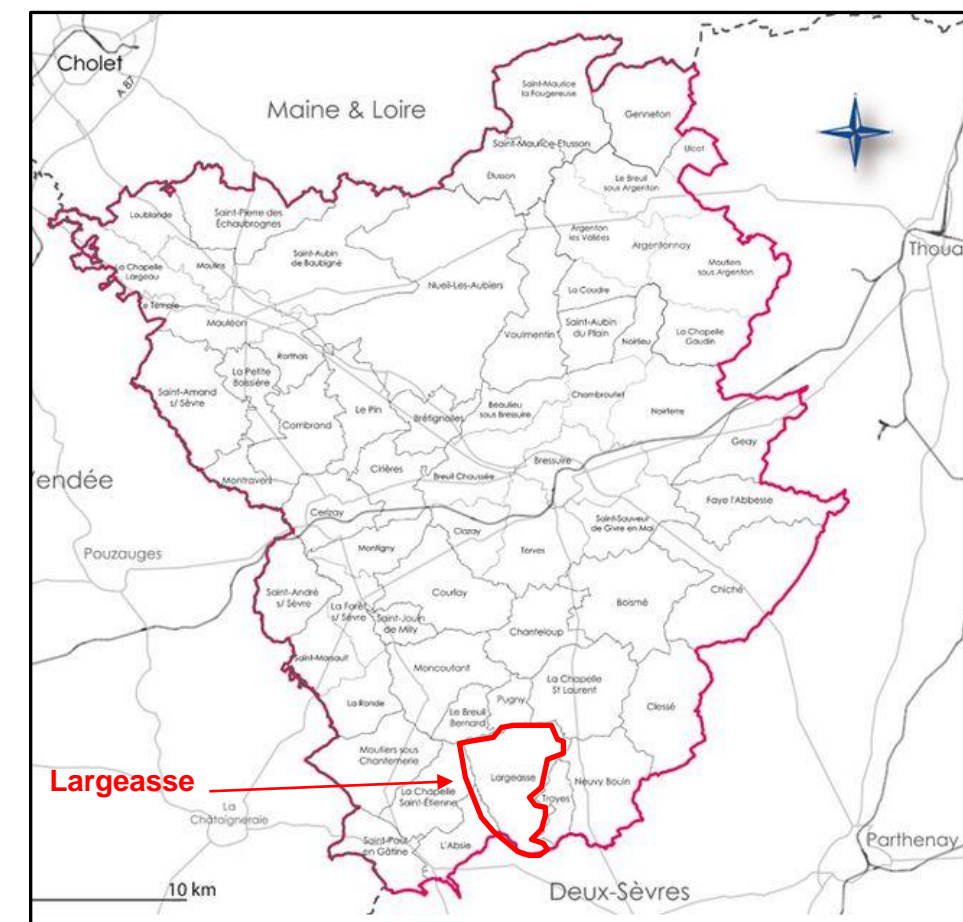 Cholet
A 87
Maine & Loire
Saint-Maurice
la Fougereuse
Genneton
Ulcot
Saint-Maurice-Etusson
Étusson
Le Breuil
sous Argenton
Loublande
Saint-Pierre des
Échaubrognes
Saint-Aubin
de Baubigné
Argenton
les Vallées
Argentonnay
Moutiers
sous Argenton
Thoua
La Chapelle
Largeau
Moulins
Nueil-Les-Aubiers
La Coudre
Le Temple
Mauléon
Voulmentin
Saint-Aubin
du Plain
Noirlieu
La Chapelle
Gaudin
Rorthais
La Petite
Boissière
Saint-Amand
s/ Sèvre
Le Pin
Combrand
Brétignolles
Beaulieu
sous Bressuire
Chambroutet
Noirterre
Geay
Cirières
Breuil Chaussée
Bressuire
Montravers
endée
Faye l'Abbesse
Cerizay
Clazay
Saint-Sauveur
de Givre en Mai
Pouzauges
Montigny
Terves
Saint-André
s/ Sèvre
La Forêt
s/ Sèvre
Courlay
Saint-Jouin
de Milly
Boismé
Chiché
Chanteloup
Saint-Marsault
Moncoutant
La Chapelle
St Laurent
La Ronde
Le Breuil
Bernard
Pugny
Clessé
Moutiers sous
Chantemerle
Largeasse
Largeasse
Neuvy Bouin
La Chapelle
Saint-Étienne
Trayes
La
Châtaigneraie
Saint-Paul
en Gâtine
L'Absie
Parthenay
10 km
Deux-Sèvres